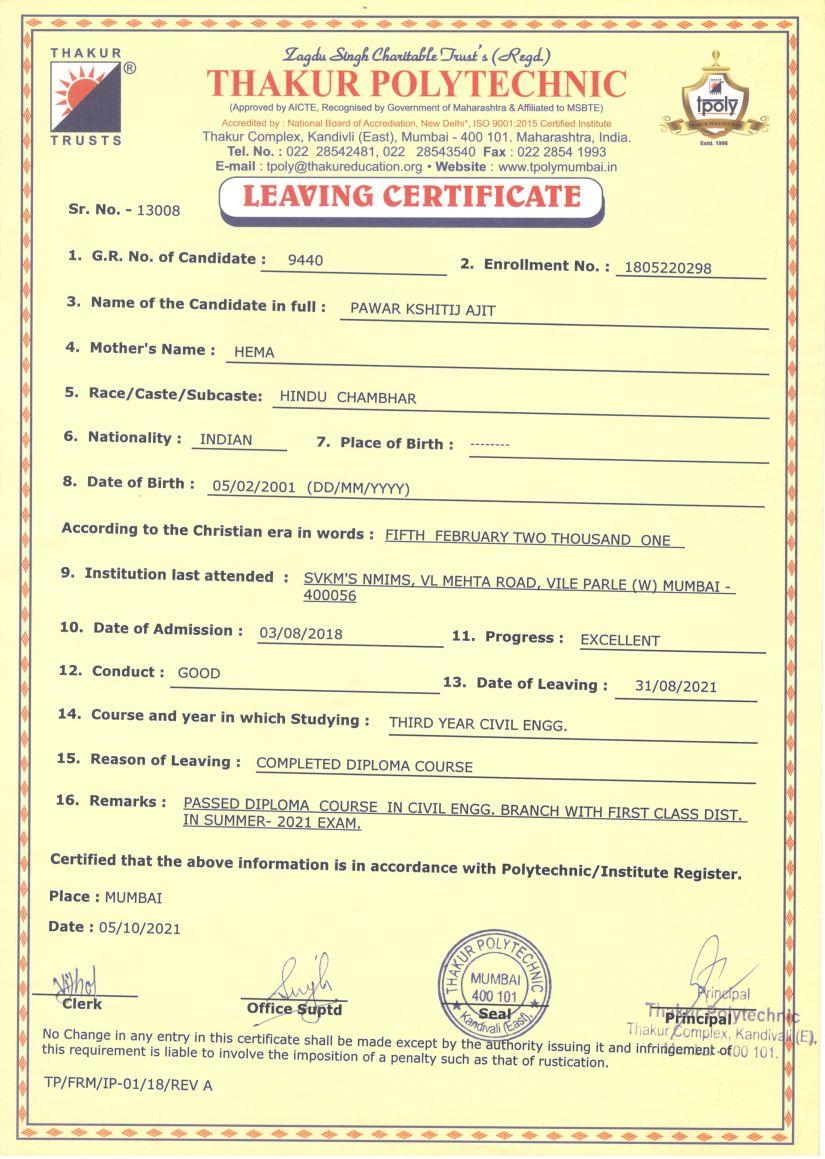 THAKUR
®
TRUSTS
Zagdu Singh Charitable Trust's (Regd.)
THAKUR POLYTECHNIC
(Approved by AICTE, Recognised by Government of Maharashtra & Affiliated to MSBTE)
Accredited by : National Board of Accrediation, New Delhi*, ISO 9001:2015 Certified Institute
Thakur Complex, Kandivli (East), Mumbai - 400 101. Maharashtra, India.
Tel. No. : 022 28542481, 022 28543540 Fax : 022 2854 1993
E-mail : tpoly@thakureducation.org • Website : www.tpolymumbai.in
tpoly
THAKUR POLYTECHNIC
Estd. 1998
LEAVING CERTIFICATE
Sr. No. - 13008
1. G.R. No. of Candidate : 9440 2. Enrollment No. : 1805220298
3. Name of the Candidate in full : PAWAR KSHITIJ AJIT
4. Mother's Name : HEMA
5. Race/Caste/Subcaste: HINDU CHAMBHAR
6. Nationality : INDIAN 7. Place of Birth : --------
8. Date of Birth : 05/02/2001 (DD/MM/YYYY)
According to the Christian era in words : FIFTH FEBRUARY TWO THOUSAND ONE
9. Institution last attended : SVKM'S NMIMS, VL MEHTA ROAD, VILE PARLE (W) MUMBAI -
400056
10. Date of Admission : 03/08/2018 11. Progress : EXCELLENT
12. Conduct : GOOD 13. Date of Leaving : 31/08/2021
14. Course and year in which Studying : THIRD YEAR CIVIL ENGG.
15. Reason of Leaving : COMPLETED DIPLOMA COURSE
16. Remarks : PASSED DIPLOMA COURSE IN CIVIL ENGG. BRANCH WITH FIRST CLASS DIST.
IN SUMMER- 2021 EXAM.
Certified that the above information is in accordance with Polytechnic/Institute Register.
Place : MUMBAI
Date : 05/10/2021
THAKUR POLYTECHNIC
MUMBAI
400 101
Kandivali (East)
Clerk Office Suptd Seal Principal
Principal
Thakur Polytechnic
Thakur Complex, Kandivali (E),
Mumbai - 400 101.
No Change in any entry in this certificate shall be made except by the authority issuing it and infringement of
this requirement is liable to involve the imposition of a penalty such as that of rustication.
TP/FRM/IP-01/18/REV A